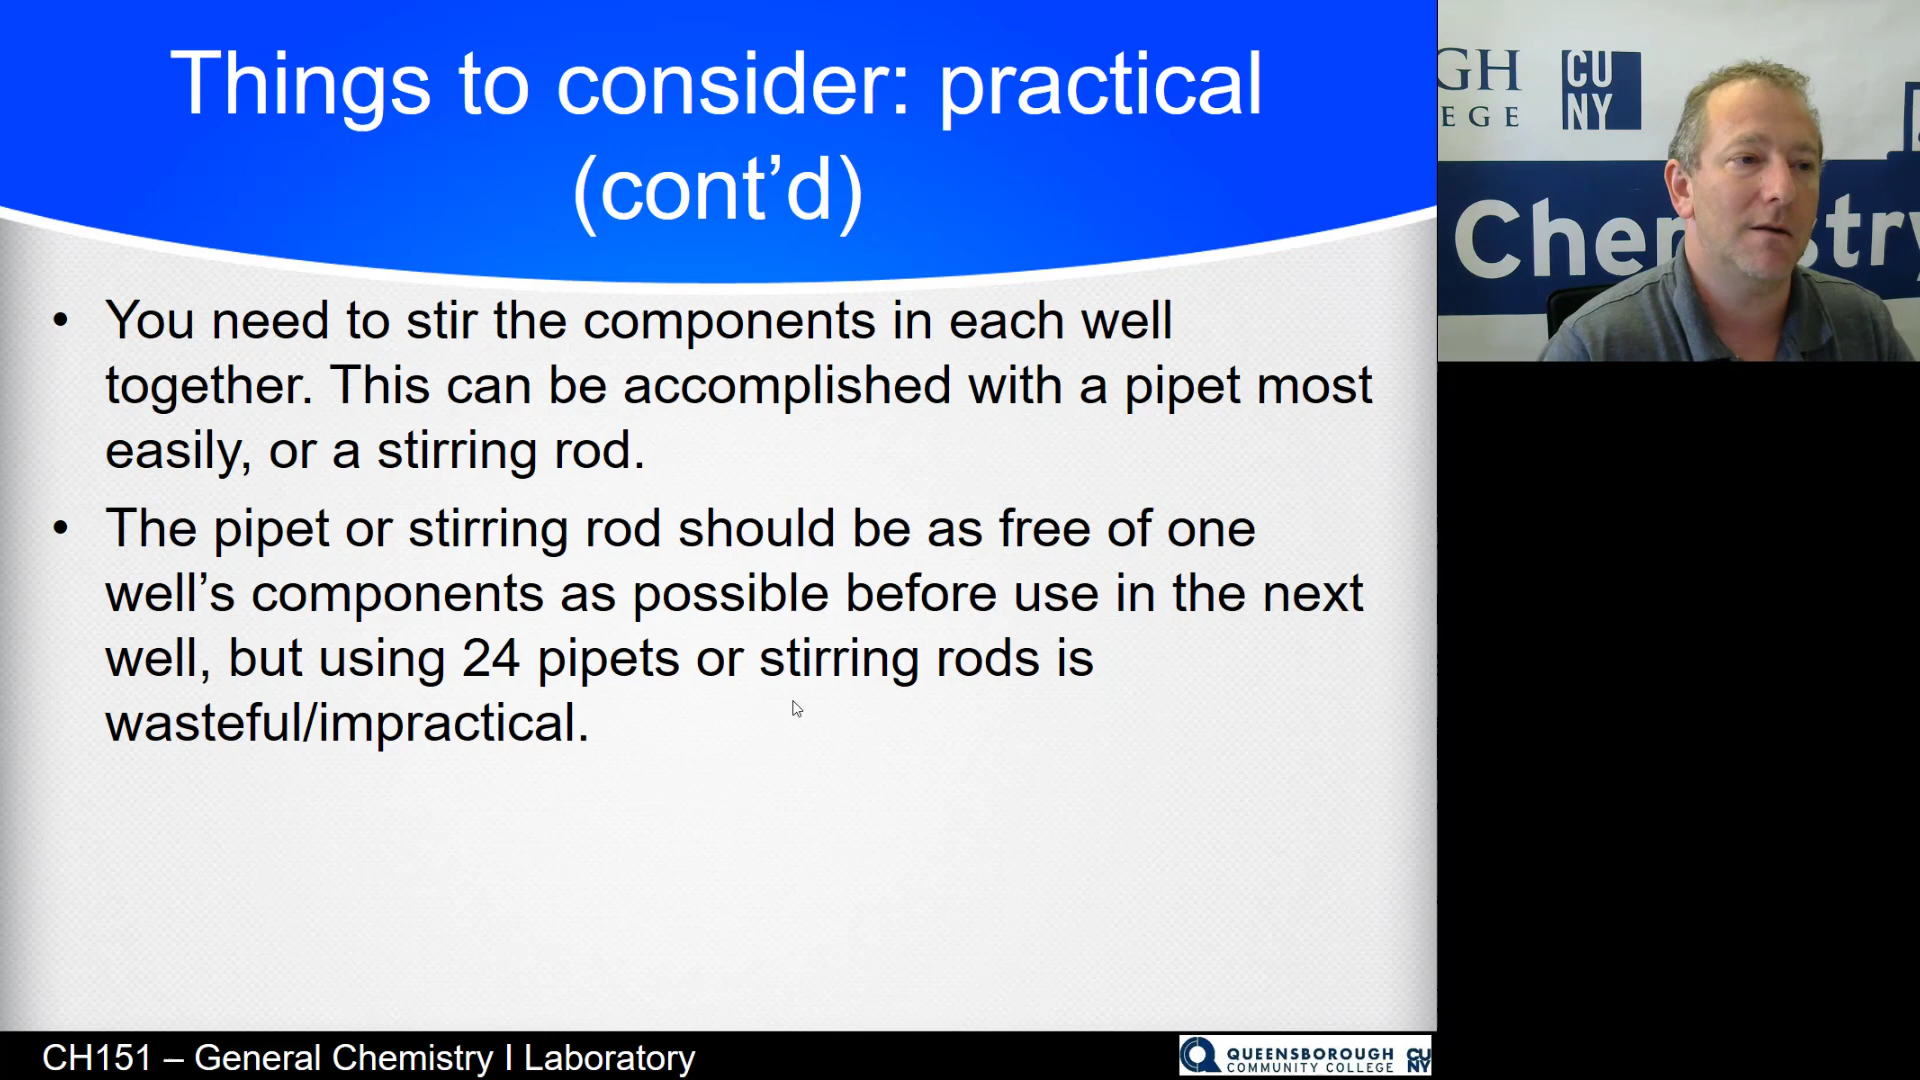 Things to consider: practical
(cont’d)
• You need to stir the components in each well
together. This can be accomplished with a pipet most
easily, or a stirring rod.
• The pipet or stirring rod should be as free of one
well’s components as possible before use in the next
well, but using 24 pipets or stirring rods is
wasteful/impractical.
CH151 – General Chemistry I Laboratory
QUEENSBOROUGH
COMMUNITY COLLEGE
CU
NY
GH
EGE
CU
NY
Chem stry